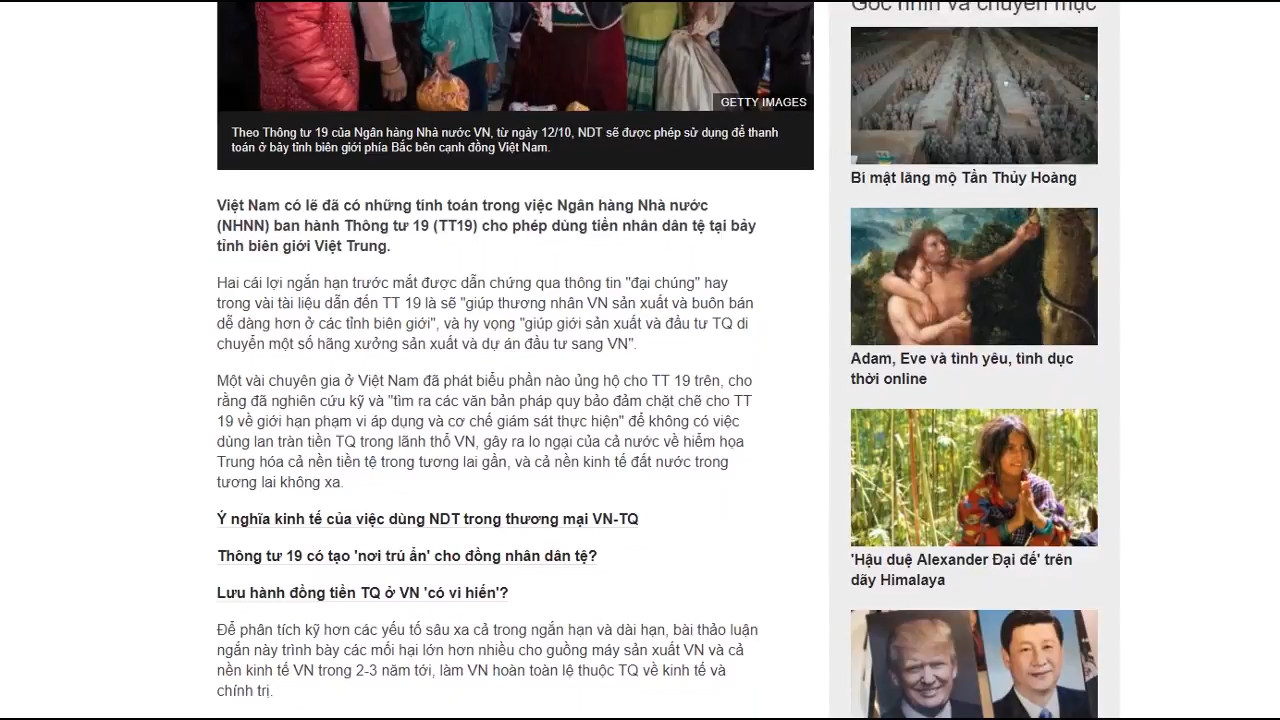 Góc nhìn và chuyên mục
GETTY IMAGES
Theo Thông tư 19 của Ngân hàng Nhà nước VN, từ ngày 12/10, NDT sẽ được phép sử dụng để thanh
toán ở bảy tỉnh biên giới phía Bắc bên cạnh đồng Việt Nam.
Việt Nam có lẽ đã có những tính toán trong việc Ngân hàng Nhà nước
(NHNN) ban hành Thông tư 19 (TT19) cho phép dùng tiền nhân dân tệ tại bảy
tỉnh biên giới Việt Trung.
Hai cái lợi ngắn hạn trước mắt được dẫn chứng qua thông tin "đại chúng" hay
trong vài tài liệu dẫn đến TT 19 là sẽ "giúp thương nhân VN sản xuất và buôn bán
dễ dàng hơn ở các tỉnh biên giới", và hy vọng "giúp giới sản xuất và đầu tư TQ di
chuyển một số hãng xưởng sản xuất và dự án đầu tư sang VN".
Một vài chuyên gia ở Việt Nam đã phát biểu phần nào ủng hộ cho TT 19 trên, cho
rằng đã nghiên cứu kỹ và "tìm ra các văn bản pháp quy bảo đảm chặt chẽ cho TT
19 về giới hạn phạm vi áp dụng và cơ chế giám sát thực hiện" để không có việc
dùng lan tràn tiền TQ trong lãnh thổ VN, gây ra lo ngại của cả nước về hiểm họa
Trung hóa cả nền tiền tệ trong tương lai gần, và cả nền kinh tế đất nước trong
tương lai không xa.
Ý nghĩa kinh tế của việc dùng NDT trong thương mại VN-TQ
Thông tư 19 có tạo 'nơi trú ẩn' cho đồng nhân dân tệ?
Lưu hành đồng tiền TQ ở VN 'có vi hiến'?
Để phân tích kỹ hơn các yếu tố sâu xa cả trong ngắn hạn và dài hạn, bài thảo luận
ngắn này trình bày các mối hại lớn hơn nhiều cho guồng máy sản xuất VN và cả
nền kinh tế VN trong 2-3 năm tới, làm VN hoàn toàn lệ thuộc TQ về kinh tế và
chính trị.
Bí mật lăng mộ Tần Thủy Hoàng
Adam, Eve và tình yêu, tình dục
thời online
'Hậu duệ Alexander Đại đế' trên
dãy Himalaya